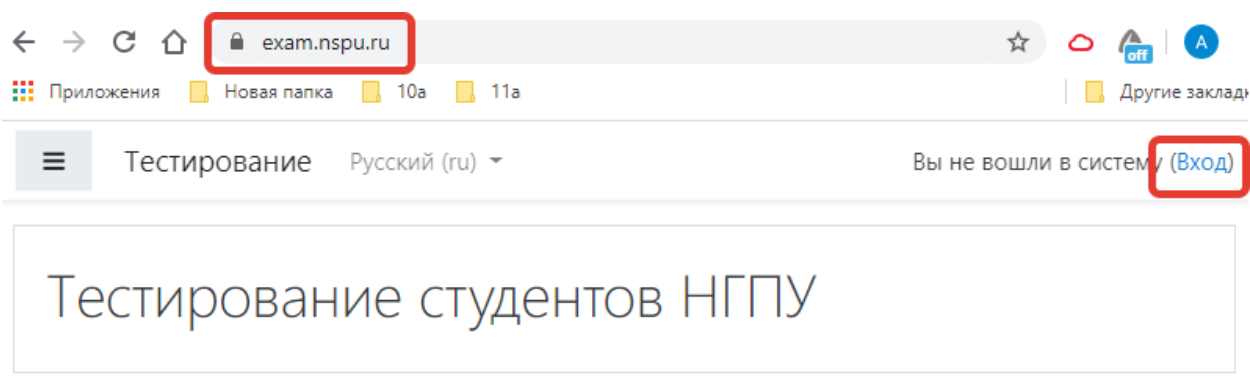 exam.nspu.ru off A
Приложения Новая папка 10а 11а Другие заклад
Тестирование Русский (ru) Вы не вошли в систему (Вход)
Тестирование студентов НГПУ